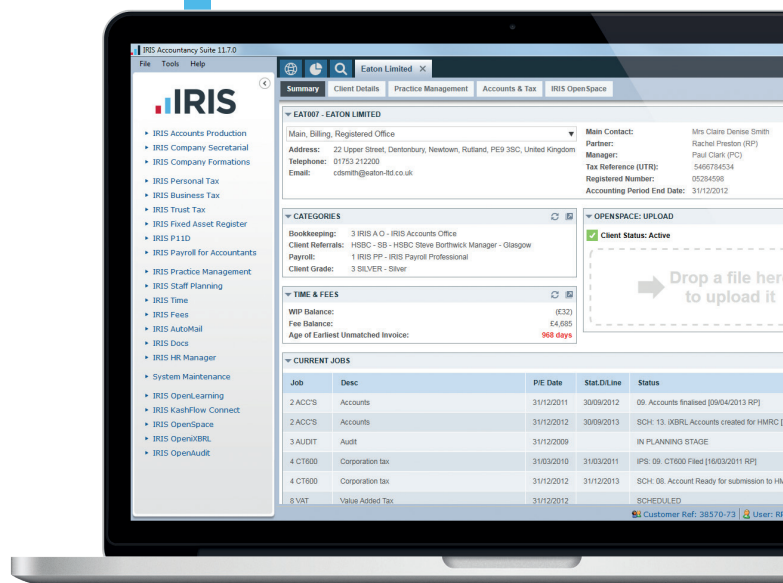 IRIS Accountancy Suite 11.7.0
File Tools Help
Eaton Limited ×
IRIS
IRIS Accounts Production
IRIS Company Secretarial
IRIS Company Formations
IRIS Personal Tax
IRIS Business Tax
IRIS Trust Tax
IRIS Fixed Asset Register
IRIS P11D
IRIS Payroll for Accountants
IRIS Practice Management
IRIS Staff Planning
IRIS Time
IRIS Fees
IRIS AutoMail
IRIS Docs
IRIS HR Manager
System Maintenance
IRIS OpenLearning
IRIS KashFlow Connect
IRIS OpenSpace
IRIS OpeniXBRL
IRIS OpenAudit
Summary Client Details Practice Management Accounts & Tax IRIS OpenSpace
EAT007 - EATON LIMITED
Main, Billing, Registered Office
Address: 22 Upper Street, Dentonbury, Newtown, Rutland, PE9 3SC, United Kingdom
Telephone: 01753 212200
Email: cdsmith@eaton-ltd.co.uk
Main Contact: Mrs Claire Denise Smith
Partner: Rachel Preston (RP)
Manager: Paul Clark (PC)
Tax Reference (UTR): 5466784534
Registered Number: 05284598
Accounting Period End Date: 31/12/2012
CATEGORIES
Bookkeeping: 3 IRIS A O - IRIS Accounts Office
Client Referrals: HSBC - SB - HSBC Steve Borthwick Manager - Glasgow
Payroll: 1 IRIS PP - IRIS Payroll Professional
Client Grade: 3 SILVER - Silver
OPENSPACE: UPLOAD
Client Status: Active
Drop a file here
to upload it
TIME & FEES
WIP Balance: (£32)
Fee Balance: £4,685
Age of Earliest Unmatched Invoice: 968 days
CURRENT JOBS
Job Desc P/E Date Stat.D/Line Status
2 ACC'S Accounts 31/12/2011 30/09/2012 09. Accounts finalised [09/04/2013 RP]
2 ACC'S Accounts 31/12/2012 30/09/2013 SCH: 13. iXBRL Accounts created for HMRC [
3 AUDIT Audit 31/12/2009 IN PLANNING STAGE
4 CT600 Corporation tax 31/03/2010 31/03/2011 IPS: 09. CT600 Filed [16/03/2011 RP]
4 CT600 Corporation tax 31/12/2012 31/12/2013 SCH: 08. Account Ready for submission to HM
8 VAT Value Added Tax 31/12/2012 SCHEDULED
Customer Ref: 38570-73 User: RP